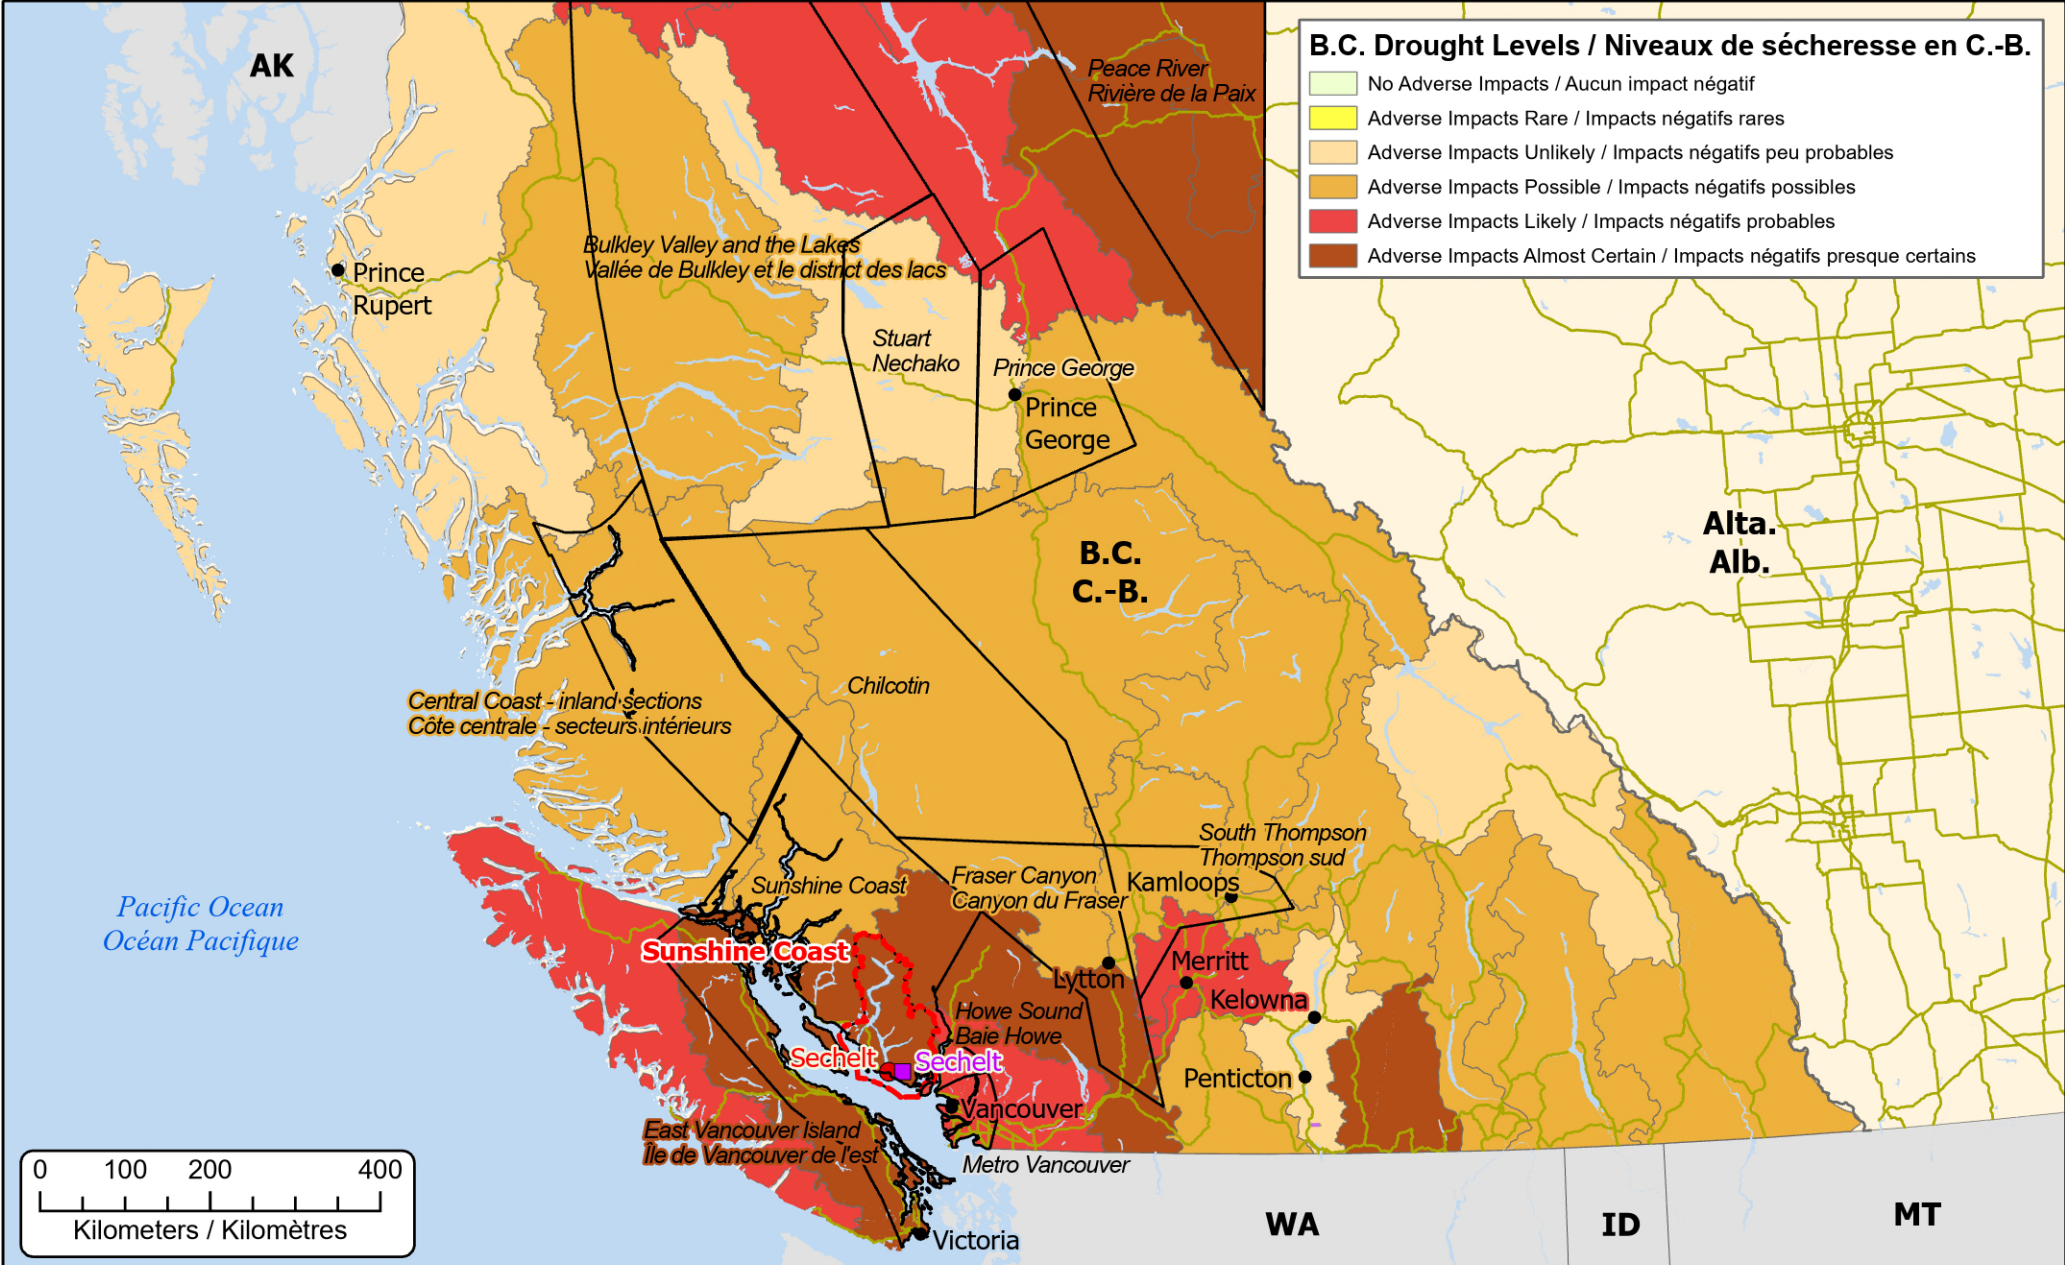 B.C. Drought Levels / Niveaux de sécheresse en C.-B.
No Adverse Impacts / Aucun impact négatif
Adverse Impacts Rare / Impacts négatifs rares
Adverse Impacts Unlikely / Impacts négatifs peu probables
Adverse Impacts Possible / Impacts négatifs possibles
Adverse Impacts Likely / Impacts négatifs probables
Adverse Impacts Almost Certain / Impacts négatifs presque certains
AK
Peace River
Rivière de la Paix
Prince
Rupert
Bulkley Valley and the Lakes
Vallée de Bulkley et le district des lacs
Stuart
Nechako
Prince George
Prince
George
B.C.
C.-B.
Alta.
Alb.
Chilcotin
Central Coast - inland sections
Côte centrale - secteurs intérieurs
South Thompson
Thompson sud
Fraser Canyon
Canyon du Fraser
Kamloops
Sunshine Coast
Pacific Ocean
Océan Pacifique
Sunshine Coast
Lytton
Merritt
Kelowna
Howe Sound
Baie Howe
Sechelt
Sechelt
Penticton
Vancouver
East Vancouver Island
Île de Vancouver de l'est
Metro Vancouver
Victoria
WA
ID
MT
0 100 200 400
Kilometers / Kilomètres